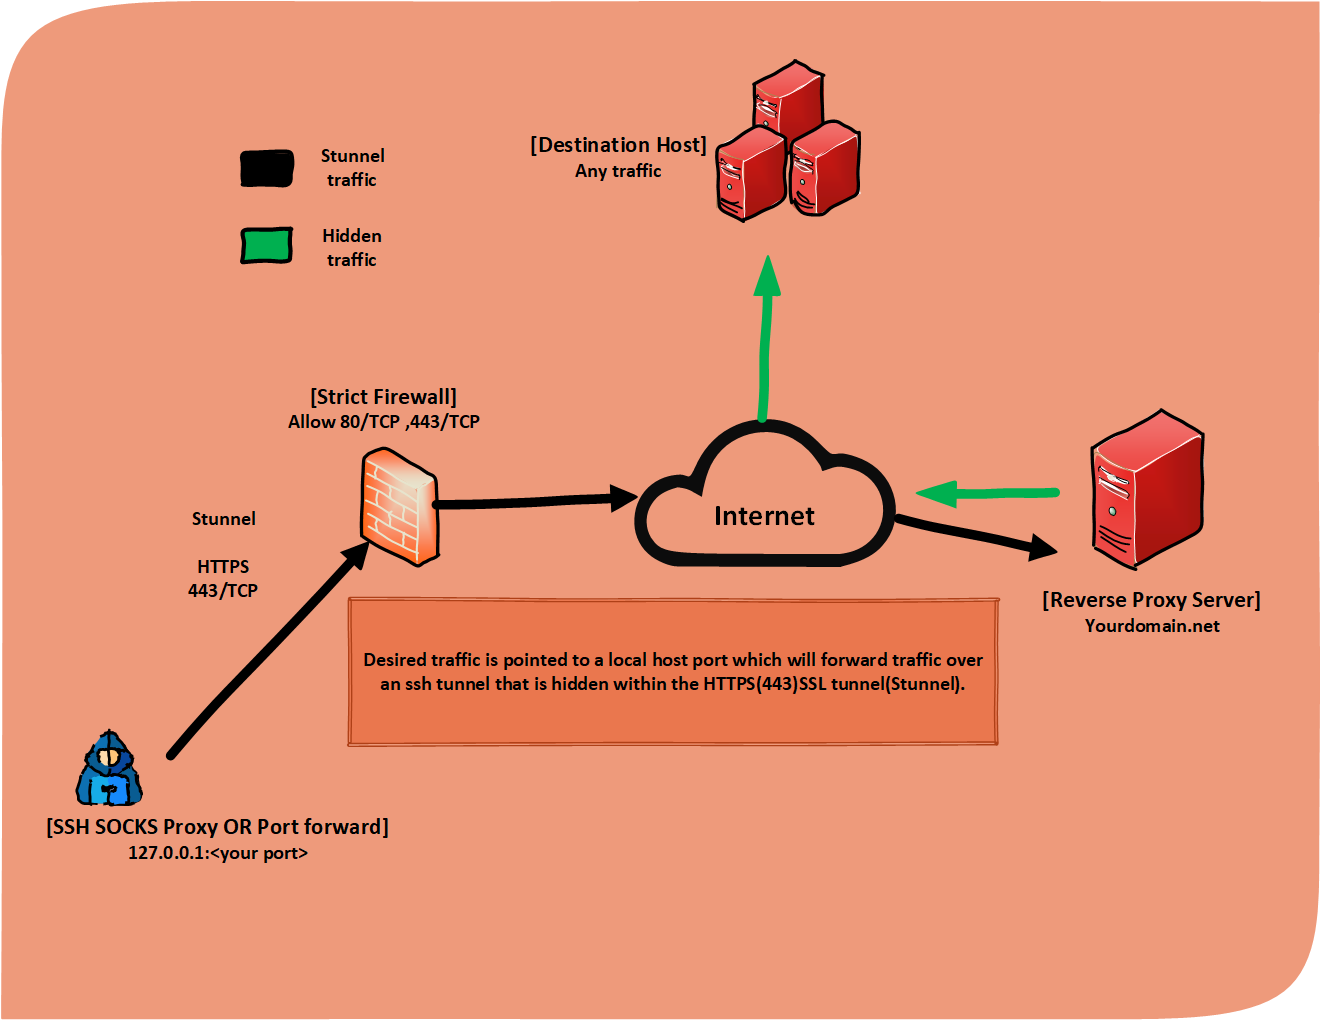 [Destination Host]
Any traffic
Stunnel
traffic
Hidden
traffic
[Strict Firewall]
Allow 80/TCP ,443/TCP
Stunnel
HTTPS
443/TCP
Internet
[Reverse Proxy Server]
Yourdomain.net
Desired traffic is pointed to a local host port which will forward traffic over
an ssh tunnel that is hidden within the HTTPS(443)SSL tunnel(Stunnel).
[SSH SOCKS Proxy OR Port forward]
127.0.0.1:<your port>